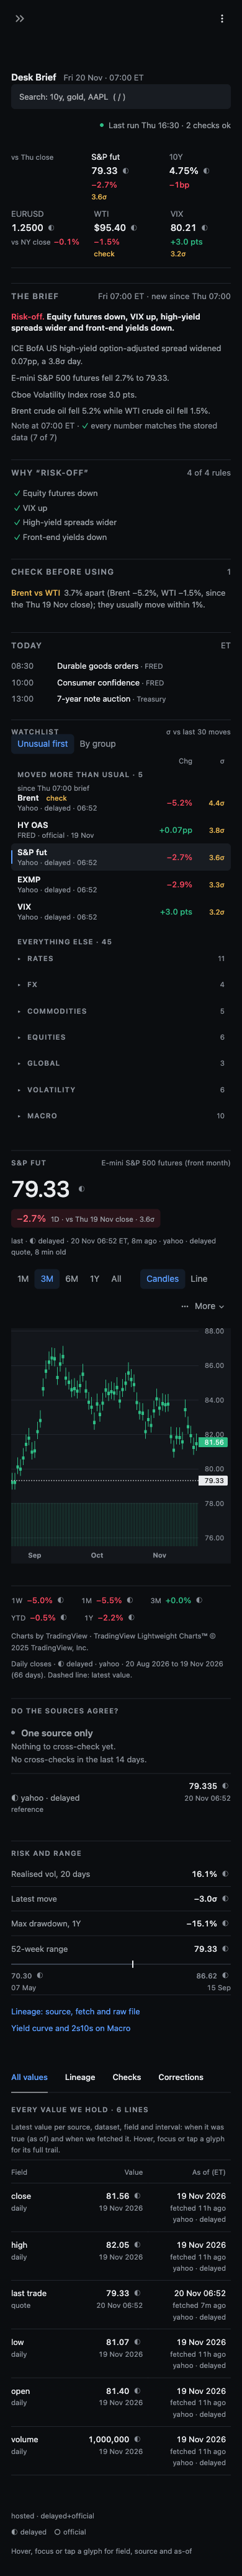 Desk Brief Fri 20 Nov · 07:00 ET
Search: 10y, gold, AAPL ( / )
Last run Thu 16:30 · 2 checks ok
vs Thu close
S&P fut
10Y
79.33
4.75%
−2.7%
−1bp
3.6σ
EURUSD
WTI
VIX
1.2500
$95.40
80.21
vs NY close −0.1%
−1.5%
+3.0 pts
check
3.2σ
THE BRIEF
Fri 07:00 ET · new since Thu 07:00
Risk-off. Equity futures down, VIX up, high-yield
spreads wider and front-end yields down.
ICE BofA US high-yield option-adjusted spread widened
0.07pp, a 3.8σ day.
E-mini S&P 500 futures fell 2.7% to 79.33.
Cboe Volatility Index rose 3.0 pts.
Brent crude oil fell 5.2% while WTI crude oil fell 1.5%.
Note at 07:00 ET · ✓ every number matches the stored
data (7 of 7)
WHY “RISK-OFF”
4 of 4 rules
✓ Equity futures down
✓ VIX up
✓ High-yield spreads wider
✓ Front-end yields down
CHECK BEFORE USING
1
Brent vs WTI 3.7% apart (Brent −5.2%, WTI −1.5%, since
the Thu 19 Nov close); they usually move within 1%.
TODAY
ET
08:30 Durable goods orders · FRED
10:00 Consumer confidence · FRED
13:00 7-year note auction · Treasury
WATCHLIST
σ vs last 30 moves
Unusual first By group
Chg σ
MOVED MORE THAN USUAL · 5
since Thu 07:00 brief
Brent check
Yahoo · delayed · 06:52
−5.2% 4.4σ
HY OAS
FRED · official · 19 Nov
+0.07pp 3.8σ
S&P fut
Yahoo · delayed · 06:52
−2.7% 3.6σ
EXMP
Yahoo · delayed · 06:52
−2.9% 3.3σ
VIX
Yahoo · delayed · 06:52
+3.0 pts 3.2σ
EVERYTHING ELSE · 45
RATES 11
FX 4
COMMODITIES 5
EQUITIES 6
GLOBAL 3
VOLATILITY 6
MACRO 10
S&P FUT
E-mini S&P 500 futures (front month)
79.33
−2.7% 1D · vs Thu 19 Nov close · 3.6σ
last · delayed · 20 Nov 06:52 ET, 8m ago · yahoo · delayed
quote, 8 min old
1M 3M 6M 1Y All Candles Line
··· More
88.00
86.00
84.00
82.00
81.56
80.00
79.33
78.00
76.00
Sep Oct Nov
1W −5.0% 1M −5.5% 3M +0.0%
YTD −0.5% 1Y −2.2%
Charts by TradingView · TradingView Lightweight Charts™ ©
2025 TradingView, Inc.
Daily closes · delayed · yahoo · 20 Aug 2026 to 19 Nov 2026
(66 days). Dashed line: latest value.
DO THE SOURCES AGREE?
One source only
Nothing to cross-check yet.
No cross-checks in the last 14 days.
79.335
yahoo · delayed
20 Nov 06:52
reference
RISK AND RANGE
Realised vol, 20 days 16.1%
Latest move −3.0σ
Max drawdown, 1Y −15.1%
52-week range 79.33
70.30 86.62
07 May 15 Sep
Lineage: source, fetch and raw file
Yield curve and 2s10s on Macro
All values Lineage Checks Corrections
EVERY VALUE WE HOLD · 6 LINES
Latest value per source, dataset, field and interval: when it was
true (as of) and when we fetched it. Hover, focus or tap a glyph
for its full trail.
Field Value As of (ET)
close 81.56 19 Nov 2026
daily 19 Nov 2026 fetched 11h ago
yahoo · delayed
high 82.05 19 Nov 2026
daily 19 Nov 2026 fetched 11h ago
yahoo · delayed
last trade 79.33 20 Nov 06:52
quote 20 Nov 06:52 fetched 7m ago
yahoo · delayed
low 81.07 19 Nov 2026
daily 19 Nov 2026 fetched 11h ago
yahoo · delayed
open 81.40 19 Nov 2026
daily 19 Nov 2026 fetched 11h ago
yahoo · delayed
volume 1,000,000 19 Nov 2026
daily 19 Nov 2026 fetched 11h ago
yahoo · delayed
hosted · delayed+official
delayed official
Hover, focus or tap a glyph for field, source and as-of